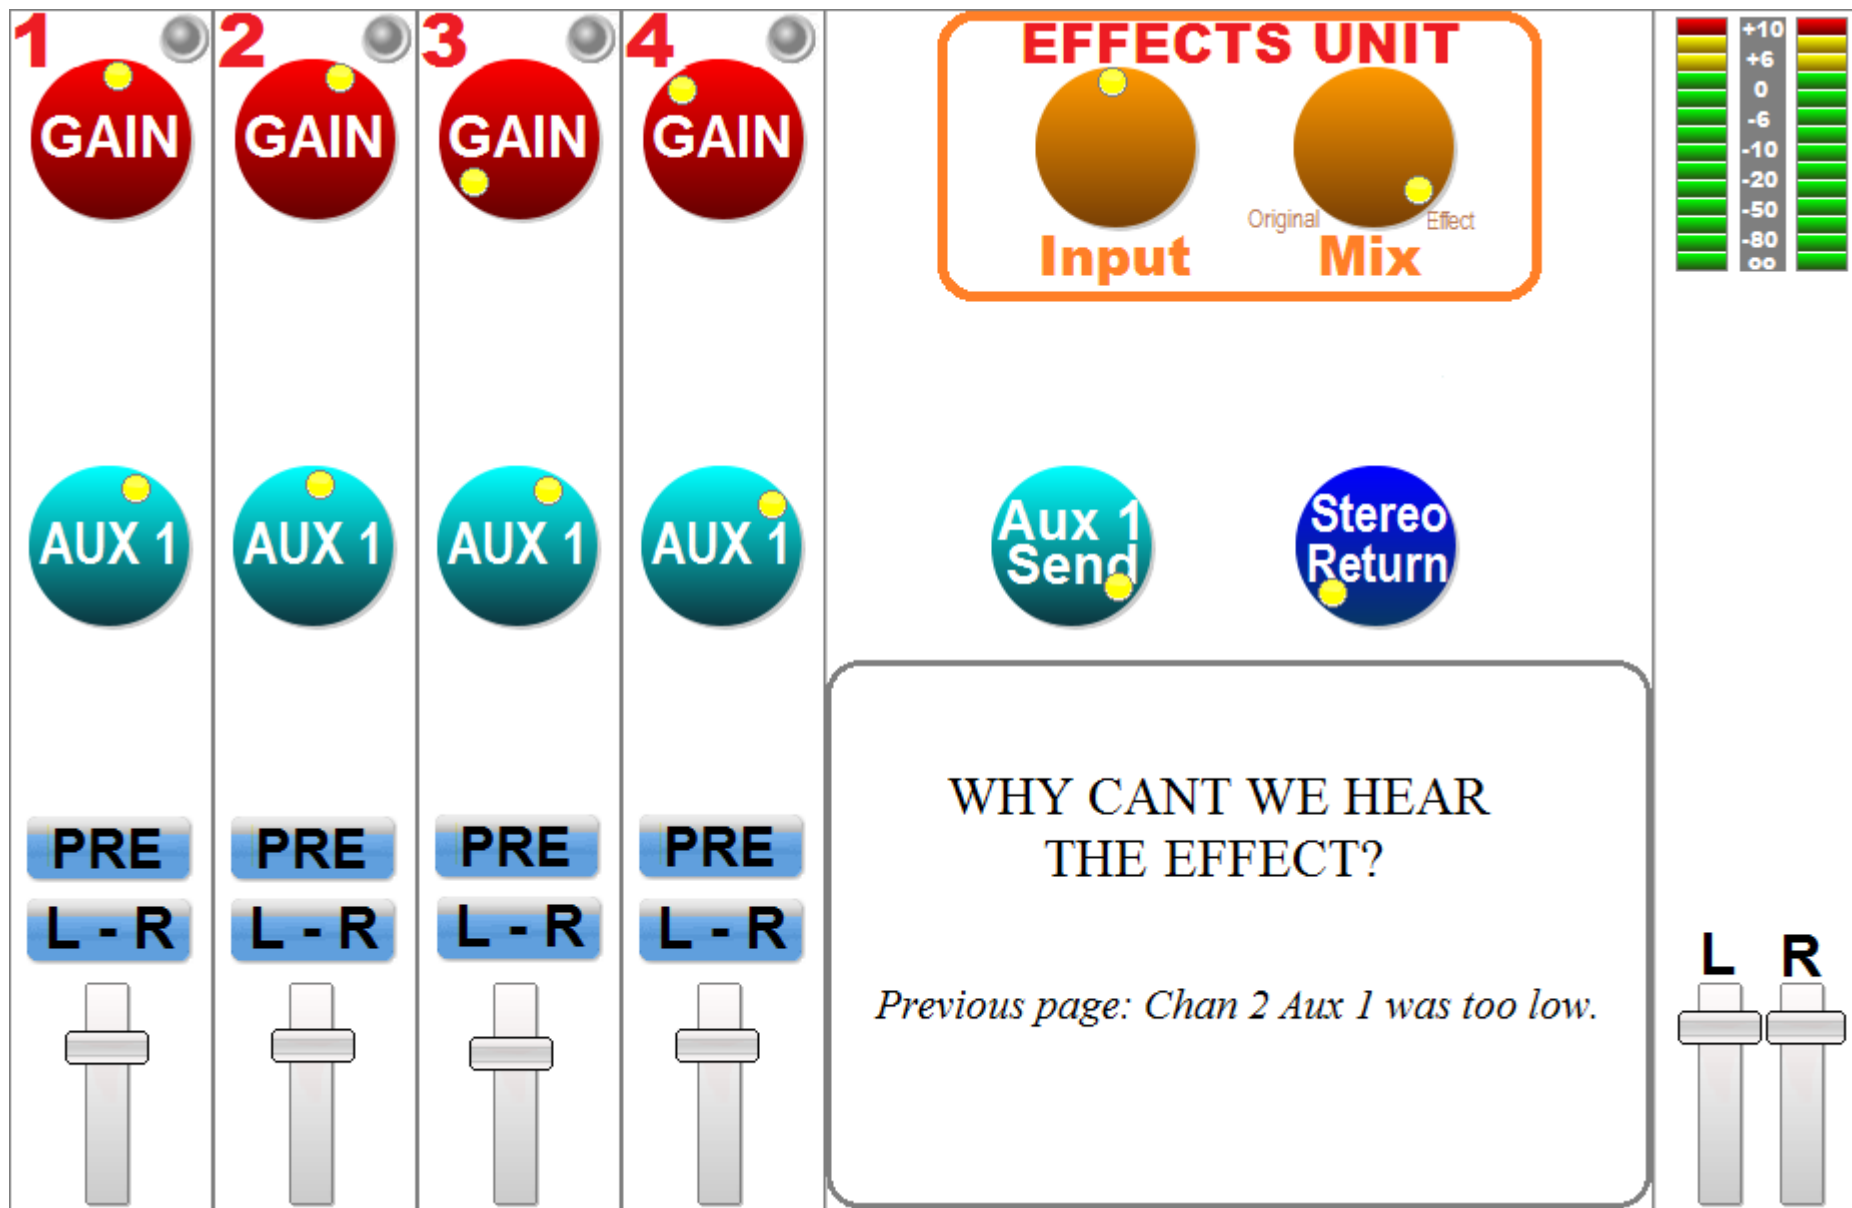 1
GAIN
AUX 1
PRE
L - R
2
GAIN
AUX 1
PRE
L - R
3
GAIN
AUX 1
PRE
L - R
4
GAIN
AUX 1
PRE
L - R
EFFECTS UNIT
Input
Original
Effect
Mix
Aux 1
Send
Stereo
Return
WHY CANT WE HEAR
THE EFFECT?
Previous page: Chan 2 Aux 1 was too low.
+10
+6
0
-6
-10
-20
-50
-80
oo
L R